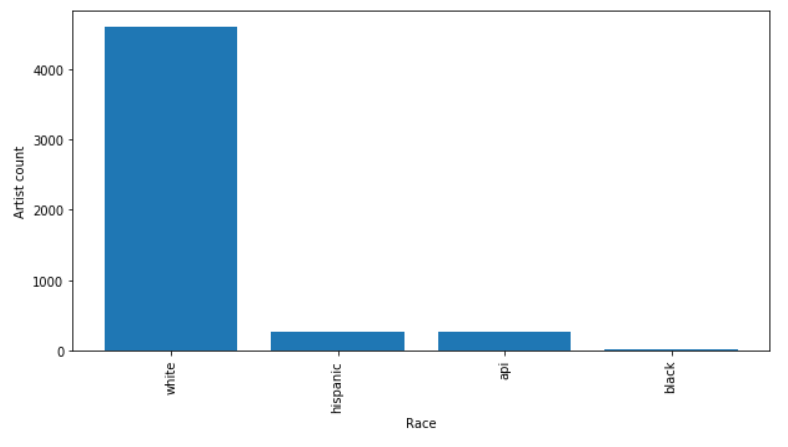 4000
3000
2000
1000
0
Artist count
white
hispanic
api
black
Race